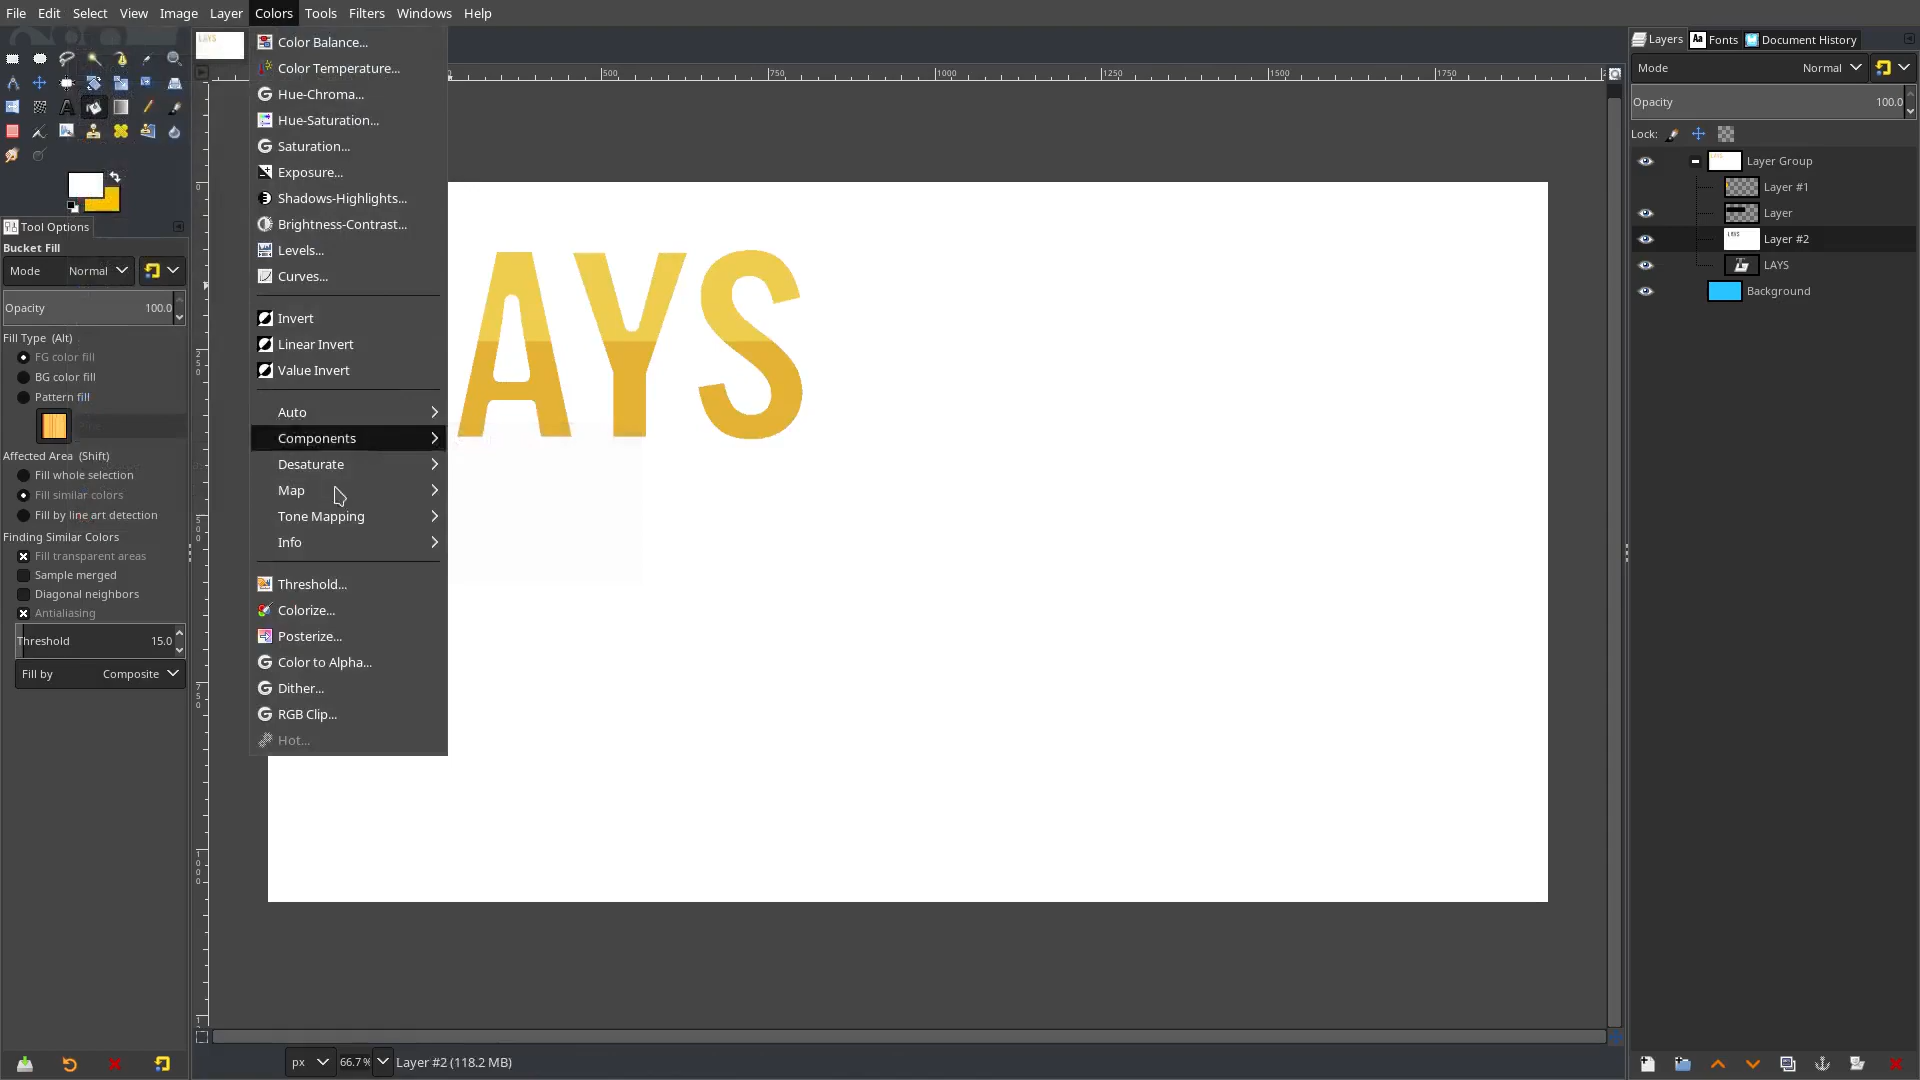 File Edit Select View Image Layer Colors Tools Filters Windows Help
Color Balance...
Color Temperature...
Hue-Chroma...
Hue-Saturation...
Saturation...
Exposure...
Shadows-Highlights...
Brightness-Contrast...
Levels...
Curves...
Invert
Linear Invert
Value Invert
Auto
Components
Desaturate
Map
Tone Mapping
Info
Threshold...
Colorize...
Posterize...
Color to Alpha...
Dither...
RGB Clip...
Hot...
Tool Options
Bucket Fill
Mode Normal
Opacity 100.0
Fill Type (Alt)
FG color fill
BG color fill
Pattern fill
Affected Area (Shift)
Fill whole selection
Fill similar colors
Fill by line art detection
Finding Similar Colors
Fill transparent areas
Sample merged
Diagonal neighbors
Antialiasing
Threshold 15.0
Fill by Composite
500 750 1000 1250 1500 1750
0
250
500
750
1000
AYS
px 66.7 % Layer #2 (118.2 MB)
Layers Fonts Document History
Mode Normal
Opacity 100.0
Lock:
Layer Group
Layer #1
Layer
Layer #2
LAYS
Background